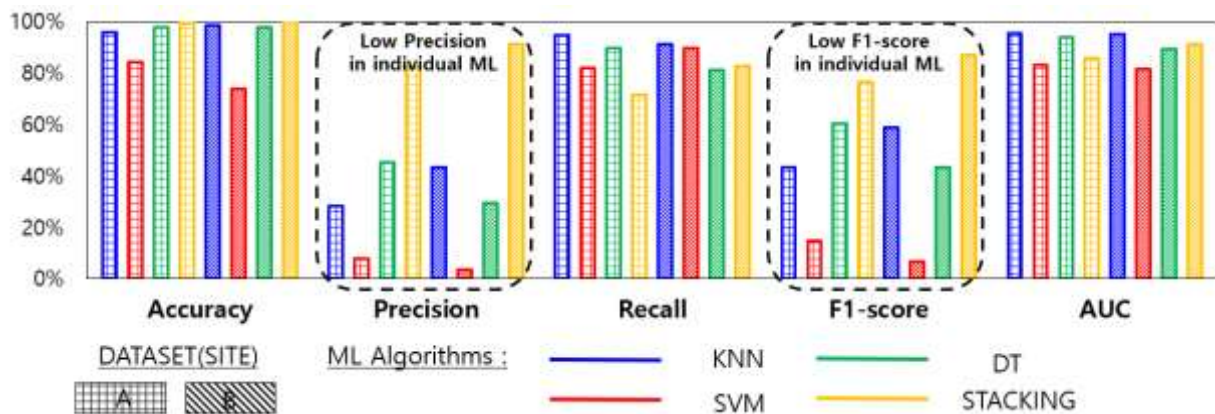 100%
80%
60%
40%
20%
0%
Low Precision
in individual ML
Low F1-score
in individual ML
Accuracy
Precision
Recall
F1-score
AUC
DATASET(SITE)
A
B
ML Algorithms :
KNN
DT
SVM
STACKING